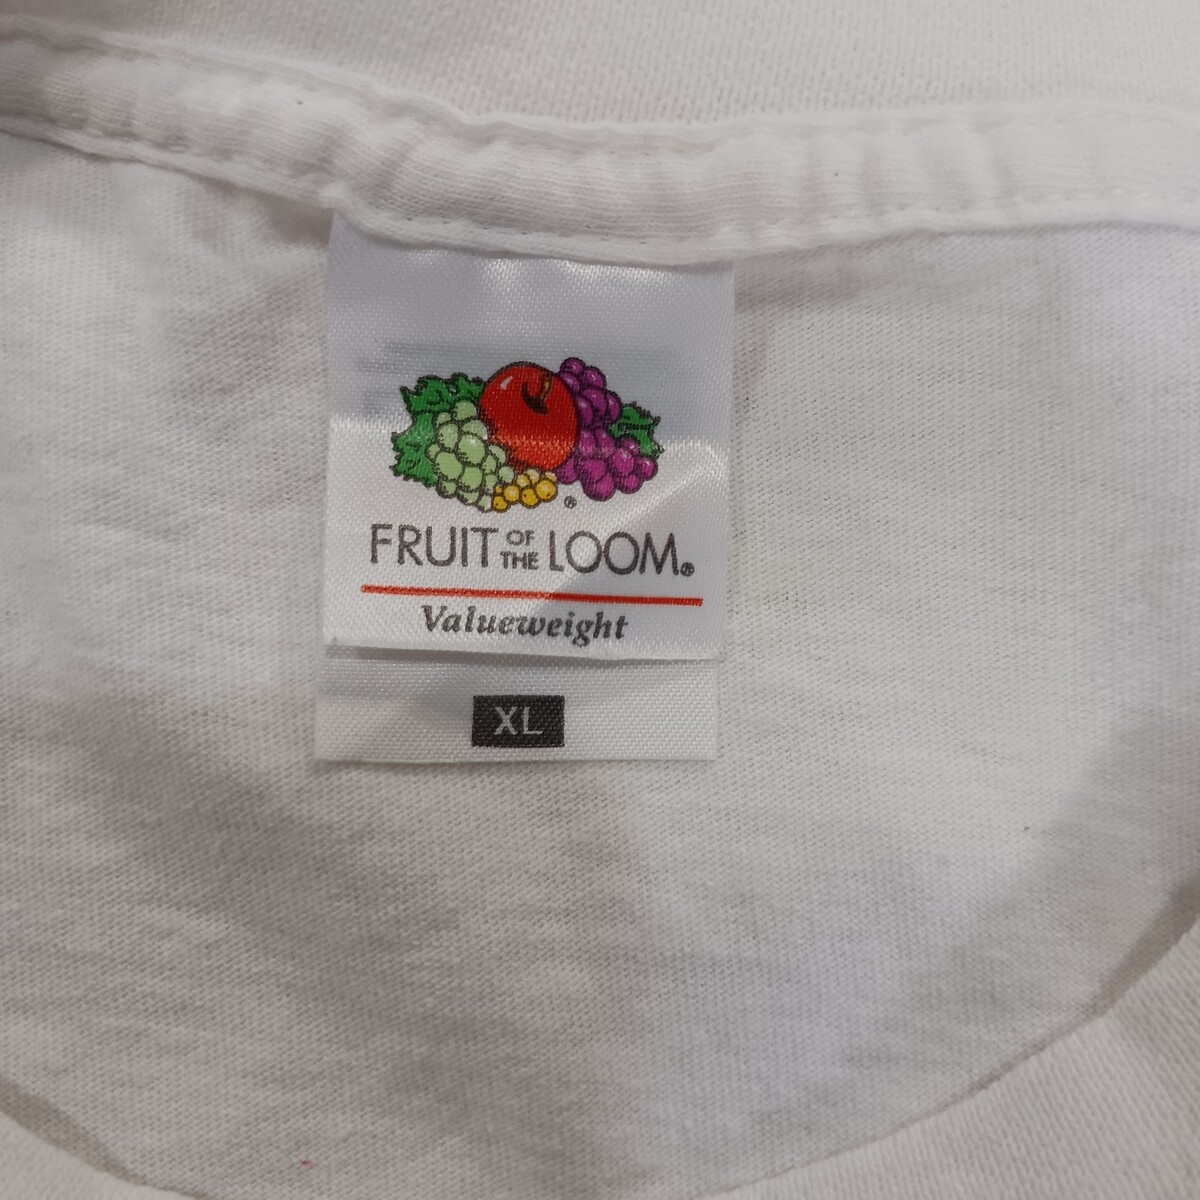 ®
FRUIT OF THE LOOM®
Valueweight
XL